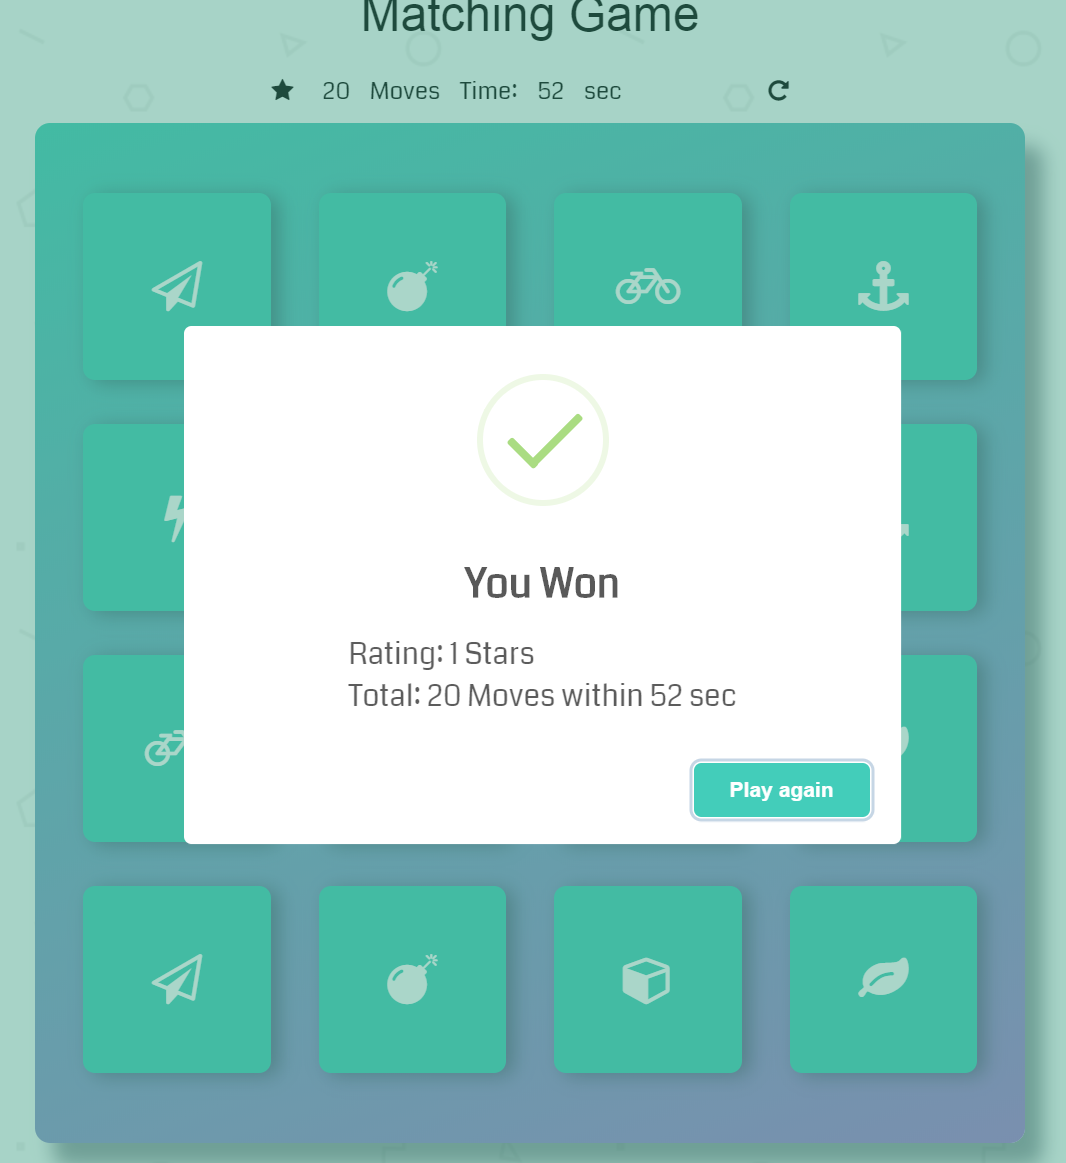 Matching Game
20 Moves Time: 52 sec
You Won
Rating: 1 Stars
Total: 20 Moves within 52 sec
Play again